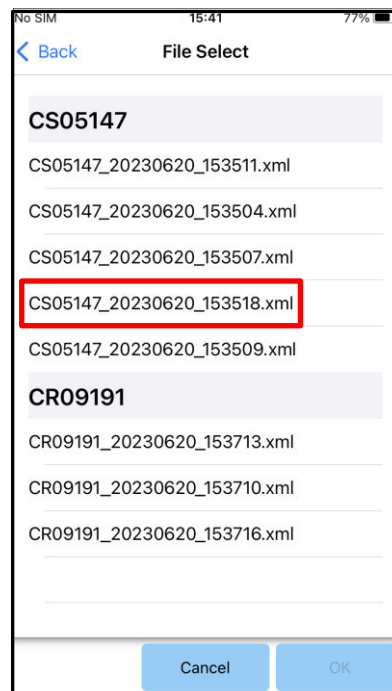 No SIM 15:41 77%
Back File Select
CS05147
CS05147_20230620_153511.xml
CS05147_20230620_153504.xml
CS05147_20230620_153507.xml
CS05147_20230620_153518.xml
CS05147_20230620_153509.xml
CR09191
CR09191_20230620_153713.xml
CR09191_20230620_153710.xml
CR09191_20230620_153716.xml
Cancel OK